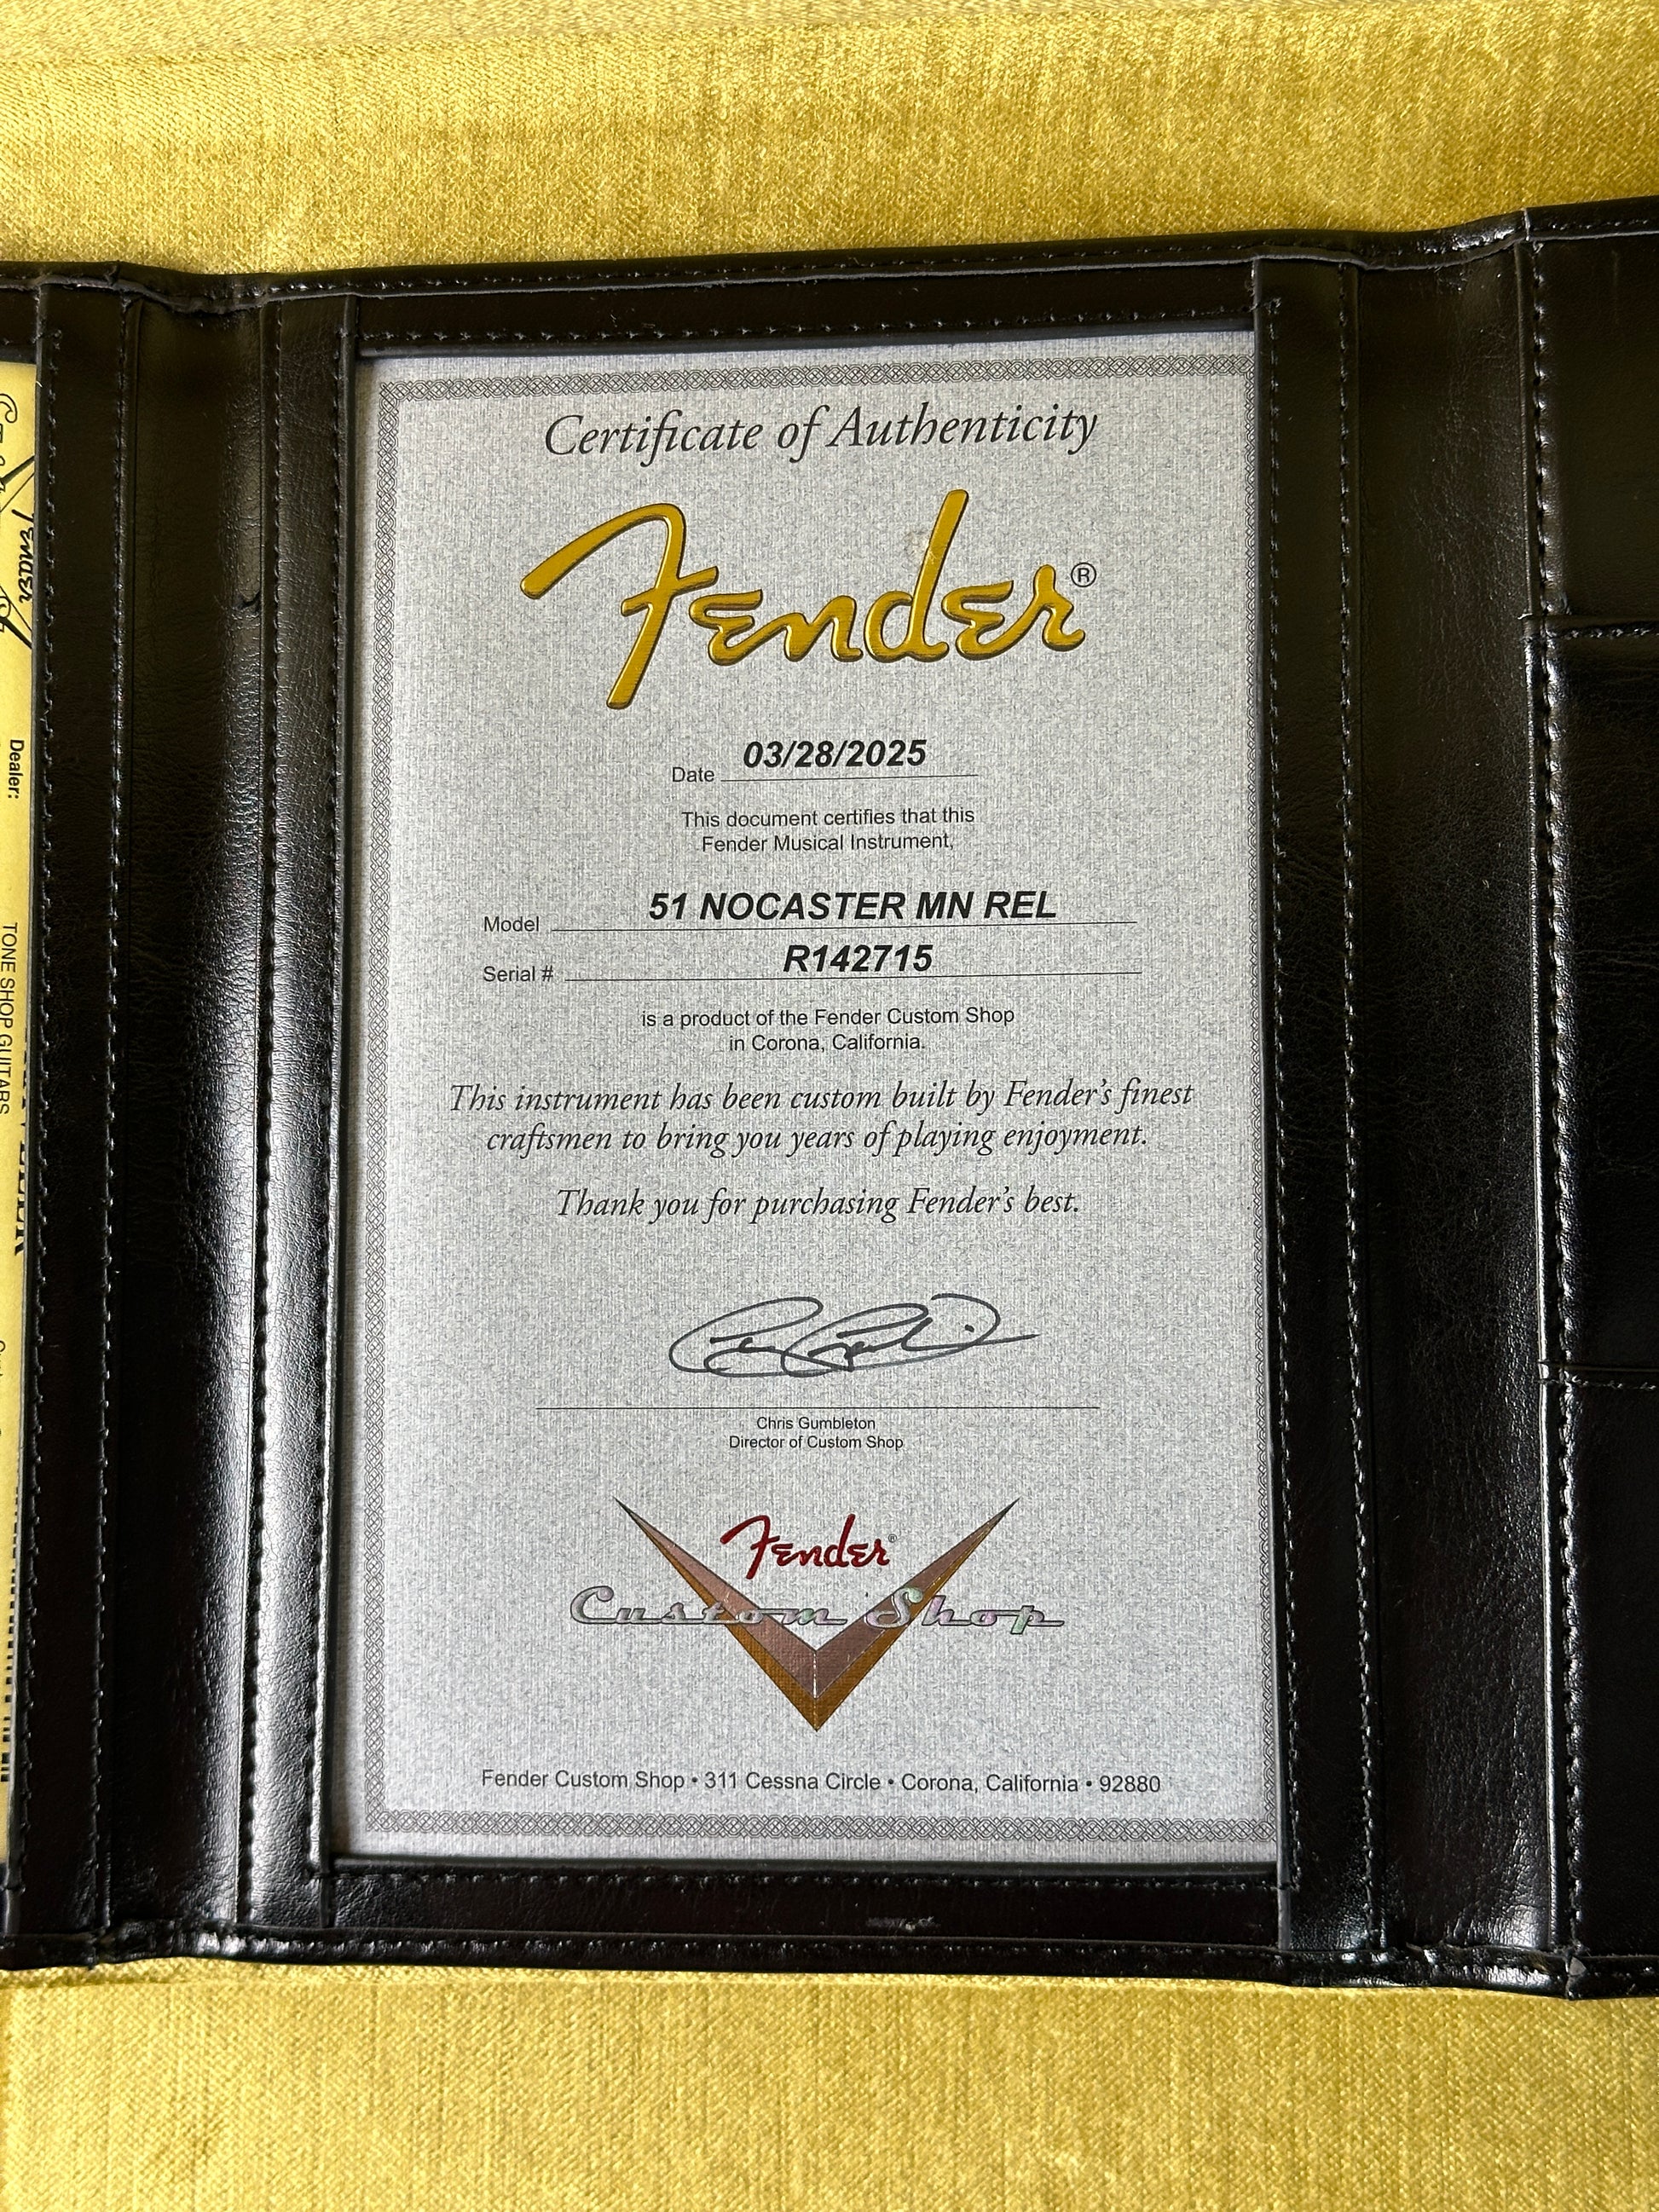 Certificate of Authenticity
Fender®
Date 03/28/2025
This document certifies that this
Fender Musical Instrument,
Model 51 NOCASTER MN REL
Serial # R142715
is a product of the Fender Custom Shop
in Corona, California.
This instrument has been custom built by Fender's finest
craftsmen to bring you years of playing enjoyment.
Thank you for purchasing Fender's best.
Chris Gumbleton
Director of Custom Shop
Fender®
Custom Shop
Fender Custom Shop • 311 Cessna Circle • Corona, California • 92880
Fender
Dealer:
TONE SHOP GUITARS